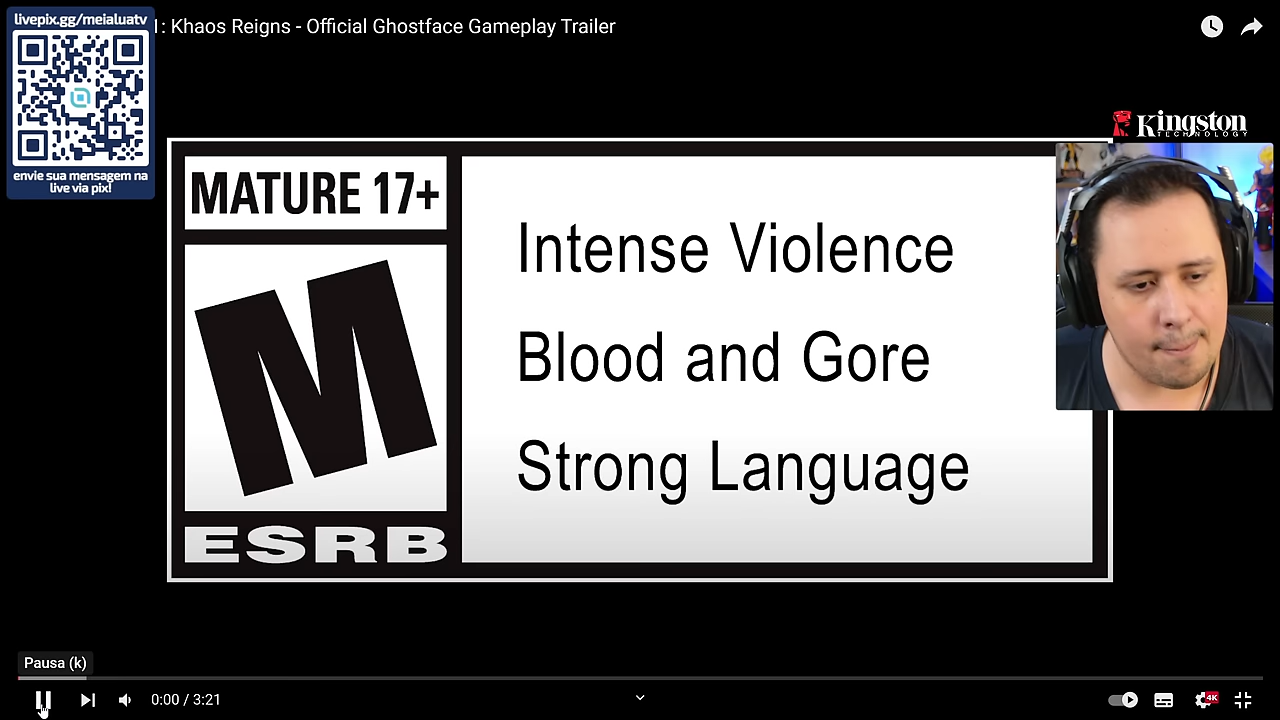 livepix.gg/meialuatv
1: Khaos Reigns - Official Ghostface Gameplay Trailer
envie sua mensagem na
live via pix!
Kingston
TECHNOLOGY
MATURE 17+
M
ESRB
Intense Violence
Blood and Gore
Strong Language
Pausa (k)
0:00 / 3:21
4K